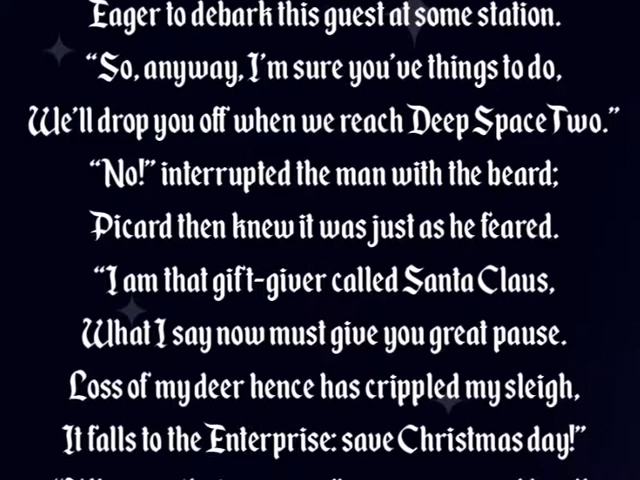 Eager to debark this guest at some station.
“So, anyway, I’m sure you’ve things to do,
We’ll drop you off when we reach Deep Space Two.”
“No!” interrupted the man with the beard;
Picard then knew it was just as he feared.
“I am that gift-giver called Santa Claus,
What I say now must give you great pause.
Loss of my deer hence has crippled my sleigh,
It falls to the Enterprise: save Christmas day!”